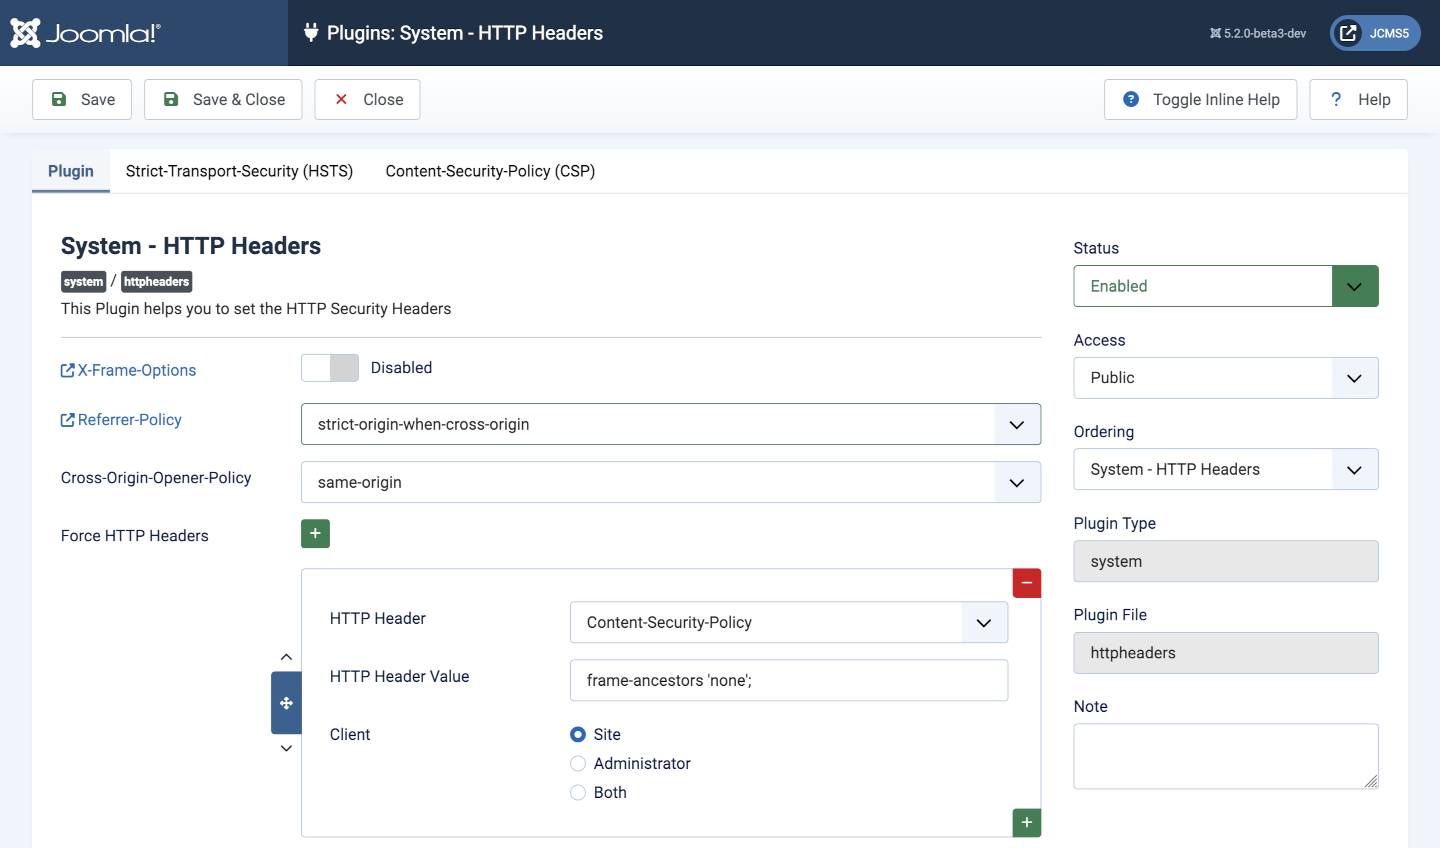 Joomla!®
Plugins: System - HTTP Headers
5.2.0-beta3-dev
JCMS5
Save
Save & Close
Close
Toggle Inline Help
Help
Plugin
Strict-Transport-Security (HSTS)
Content-Security-Policy (CSP)
System - HTTP Headers
system / httpheaders
This Plugin helps you to set the HTTP Security Headers
X-Frame-Options
Disabled
Referrer-Policy
strict-origin-when-cross-origin
Cross-Origin-Opener-Policy
same-origin
Force HTTP Headers
HTTP Header
Content-Security-Policy
HTTP Header Value
frame-ancestors 'none';
Client
Site
Administrator
Both
Status
Enabled
Access
Public
Ordering
System - HTTP Headers
Plugin Type
system
Plugin File
httpheaders
Note